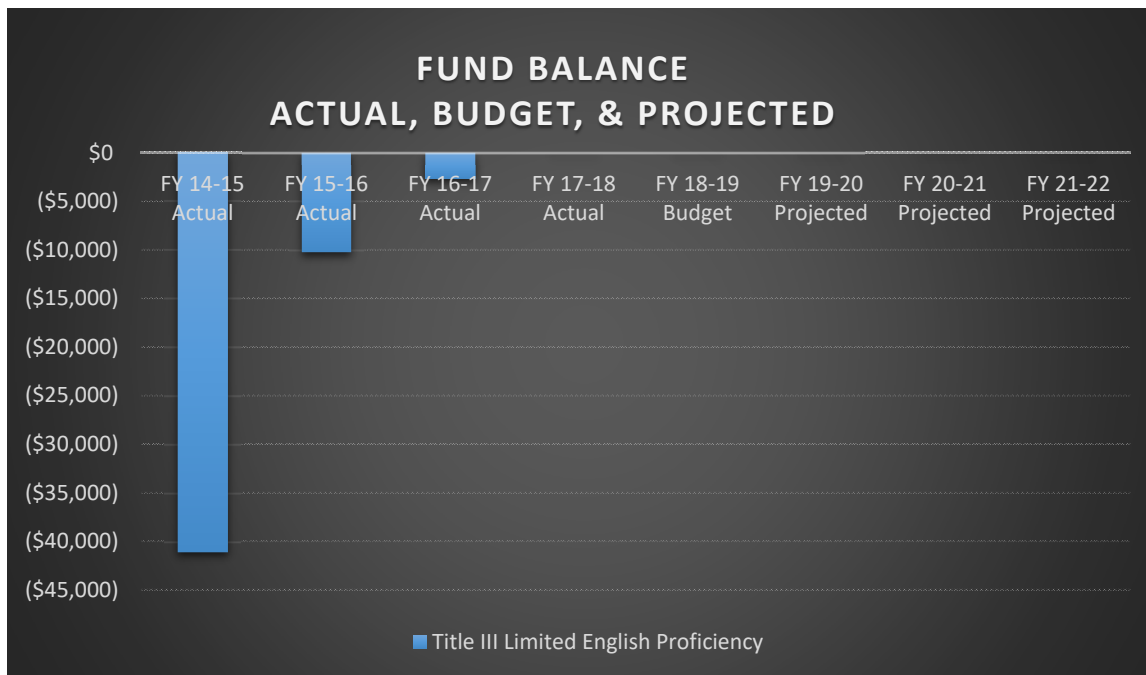 FUND BALANCE
ACTUAL, BUDGET, & PROJECTED
$0
($5,000)
($10,000)
($15,000)
($20,000)
($25,000)
($30,000)
($35,000)
($40,000)
($45,000)
FY 14-15
Actual
FY 15-16
Actual
FY 16-17
Actual
FY 17-18
Actual
FY 18-19
Budget
FY 19-20
Projected
FY 20-21
Projected
FY 21-22
Projected
Title III Limited English Proficiency